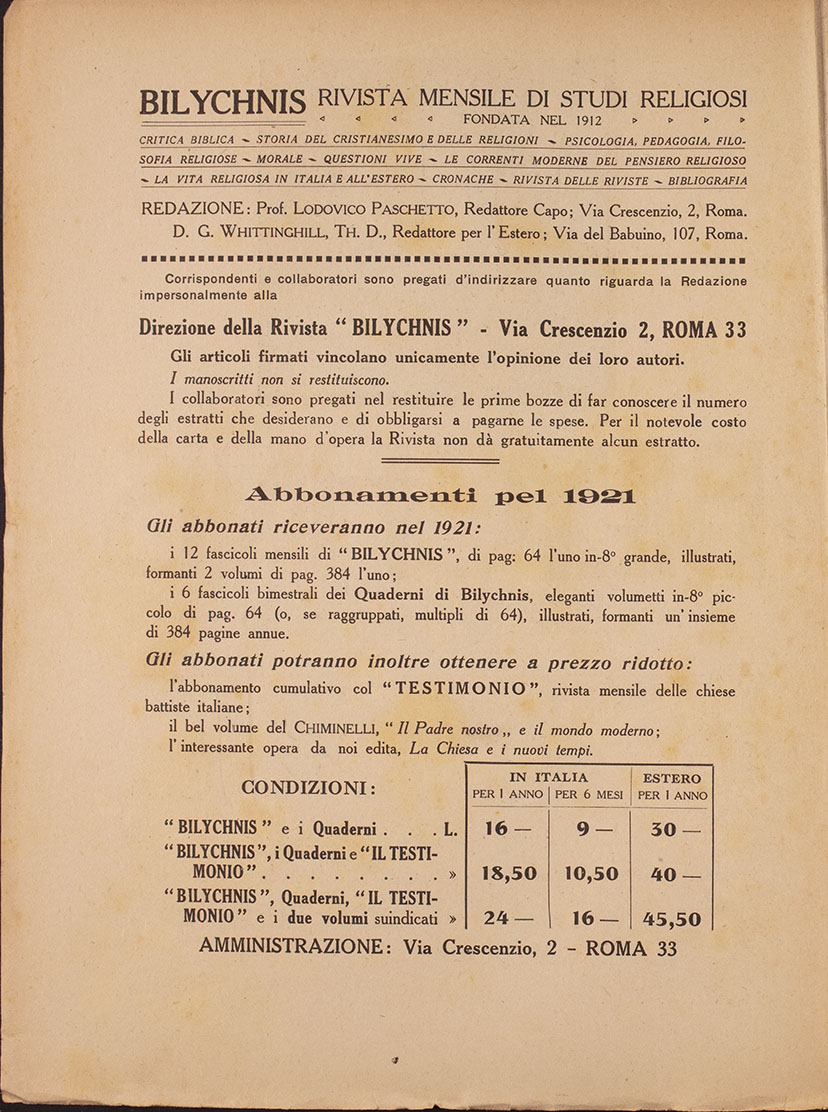 BILYCHNIS RIVISTA MENSILE DI STUDI RELIGIOSI
FONDATA NEL 1912
CRITICA BIBLICA ~ STORIA DEL CRISTIANESIMO E DELLE RELIGIONI ~ PSICOLOGIA, PEDAGOGIA, FILO-
SOFIA RELIGIOSE ~ MORALE ~ QUESTIONI VIVE ~ LE CORRENTI MODERNE DEL PENSIERO RELIGIOSO
~ LA VITA RELIGIOSA IN ITALIA E ALL'ESTERO ~ CRONACHE ~ RIVISTA DELLE RIVISTE ~ BIBLIOGRAFIA
REDAZIONE: Prof. LODOVICO PASCHETTO, Redattore Capo; Via Crescenzio, 2, Roma.
D. G. WHITTINGHILL, TH. D., Redattore per l'Estero; Via del Babuino, 107, Roma.
Corrispondenti e collaboratori sono pregati d'indirizzare quanto riguarda la Redazione
impersonalmente alla
Direzione della Rivista "BILYCHNIS" - Via Crescenzio 2, ROMA 33
Gli articoli firmati vincolano unicamente l'opinione dei loro autori.
I manoscritti non si restituiscono.
I collaboratori sono pregati nel restituire le prime bozze di far conoscere il numero
degli estratti che desiderano e di obbligarsi a pagarne le spese. Per il notevole costo
della carta e della mano d'opera la Rivista non dà gratuitamente alcun estratto.
Abbonamenti pel 1921
Gli abbonati riceveranno nel 1921:
i 12 fascicoli mensili di "BILYCHNIS", di pag: 64 l'uno in-8° grande, illustrati,
formanti 2 volumi di pag. 384 l'uno;
i 6 fascicoli bimestrali dei Quaderni di Bilychnis, eleganti volumetti in-8° pic-
colo di pag. 64 (o, se raggruppati, multipli di 64), illustrati, formanti un' insieme
di 384 pagine annue.
Gli abbonati potranno inoltre ottenere a prezzo ridotto:
l'abbonamento cumulativo col "TESTIMONIO", rivista mensile delle chiese
battiste italiane;
il bel volume del CHIMINELLI, "Il Padre nostro„ e il mondo moderno;
l'interessante opera da noi edita, La Chiesa e i nuovi tempi.
CONDIZIONI: IN ITALIA ESTERO
PER 1 ANNO PER 6 MESI PER 1 ANNO
"BILYCHNIS" e i Quaderni . . . L. 16 — 9 — 30 —
"BILYCHNIS", i Quaderni e "IL TESTI-
MONIO" . . . . . . . . » 18,50 10,50 40 —
"BILYCHNIS", Quaderni, "IL TESTI-
MONIO" e i due volumi suindicati » 24 — 16 — 45,50
AMMINISTRAZIONE: Via Crescenzio, 2 - ROMA 33